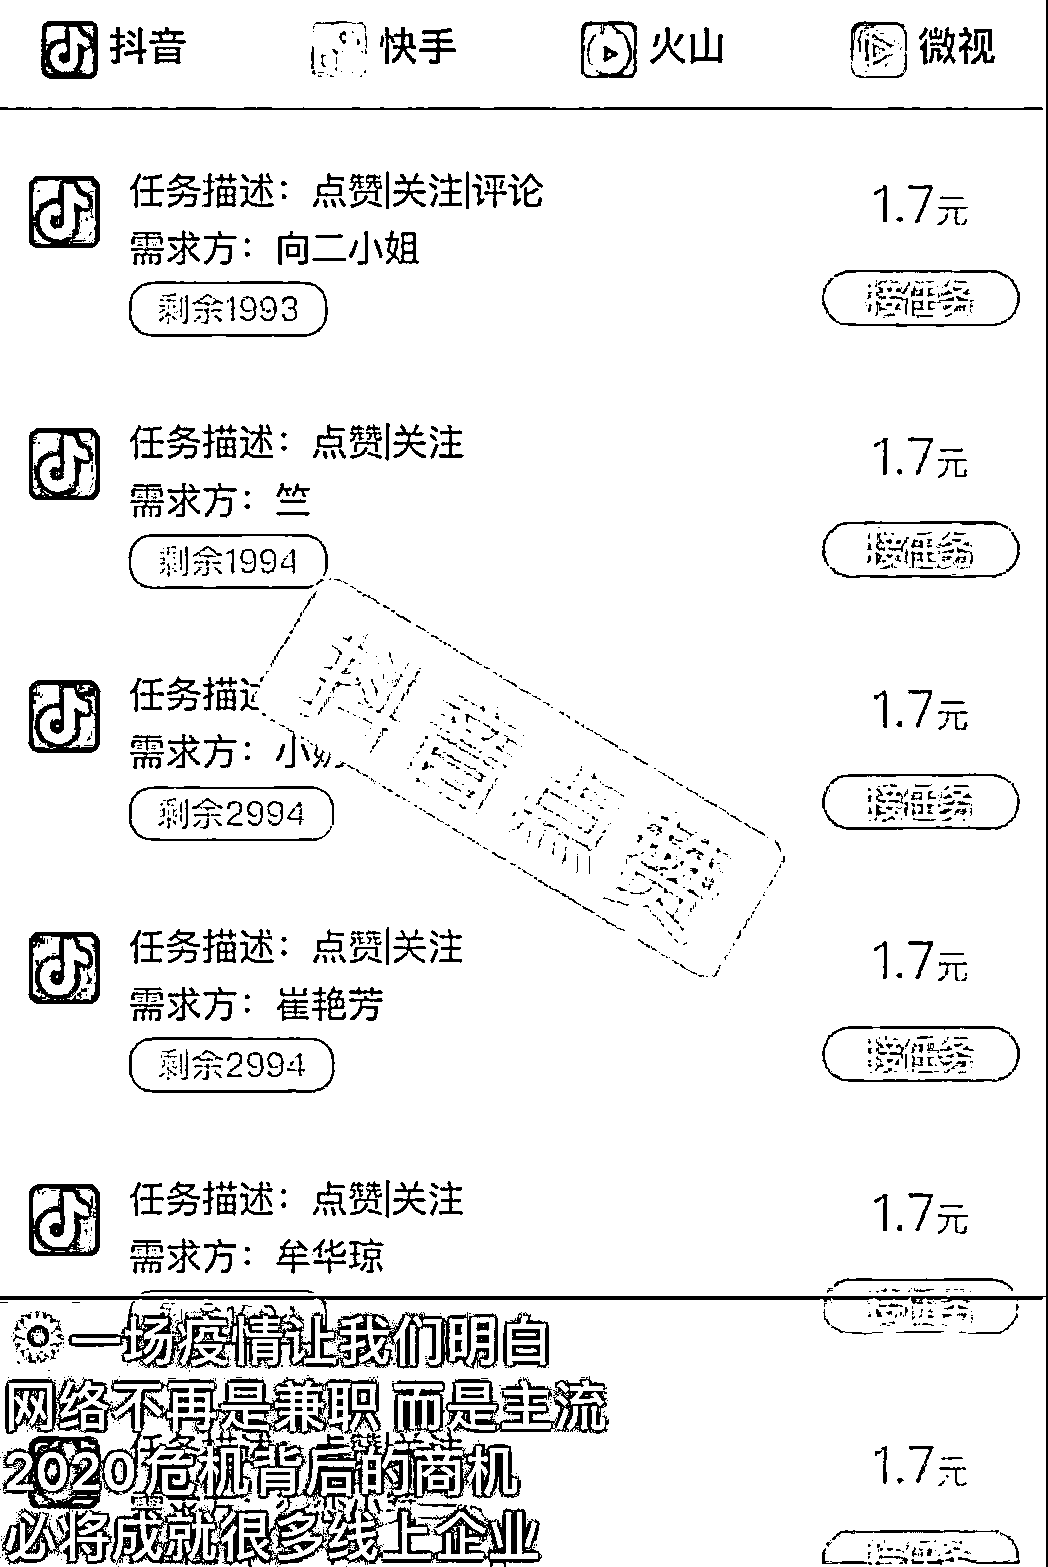 抖音 快手 火山 微视
任务描述：点赞|关注|评论
1.7元
需求方：向二小姐
剩余1993
接任务
任务描述：点赞|关注
1.7元
需求方：竺
剩余1994
接任务
任务描述
1.7元
需求方：小
剩余2994
接任务
抖音点赞
任务描述：点赞|关注
1.7元
需求方：崔艳芳
剩余2994
接任务
任务描述：点赞|关注
1.7元
需求方：牟华琼
接任务
一场疫情让我们明白
网络不再是兼职 而是主流
任务描述：点赞|关注
1.7元
2020危机背后的商机
必将成就很多线上企业